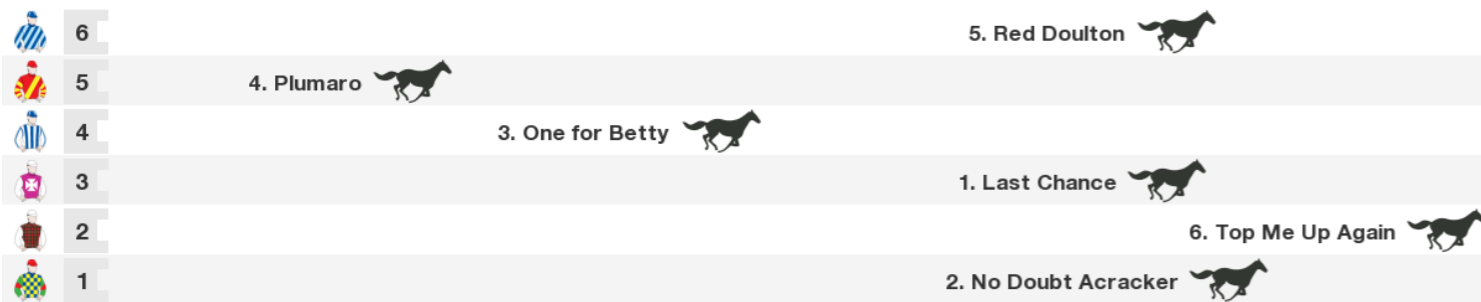 6 5. Red Doulton
5 4. Plumaro
4 3. One for Betty
3 1. Last Chance
2 6. Top Me Up Again
1 2. No Doubt Acracker